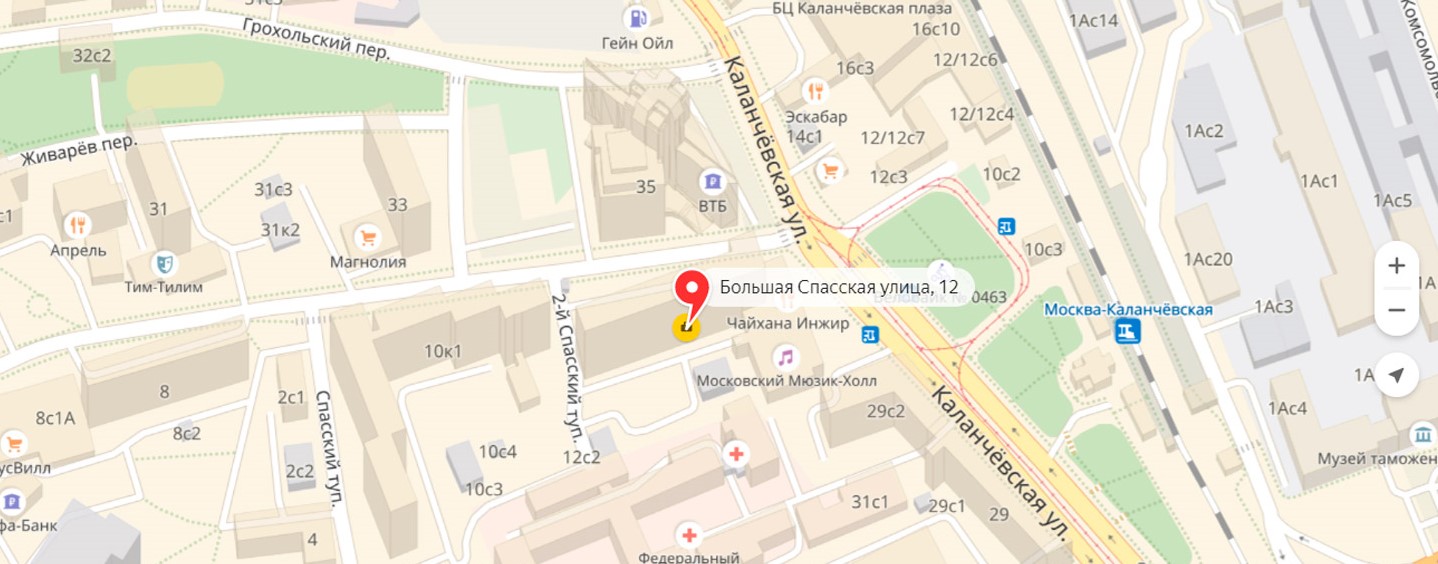 БЦ Каланчёвская плаза
1Ас14
16с10
Грохольский пер.
Гейн Ойл
32с2
16с3
12/12с6
Каланчёвская ул.
Эскабар
14с1
12/12с4
12/12с7
1Ас2
Живарёв пер.
12с3
10с2
1Ас1
31с3
35
ВТБ
33
31
1Ас5
31к2
Апрель
Магнолия
10с3
1Ас20
Тим-Тилим
Большая Спасская улица, 12
0463
1Ас3
Москва-Каланчёвская
2-й Спасский туп.
Чайхана Инжир
10к1
Московский Мюзик-Холл
8
2с1
Спасский туп.
29с2
Каланчёвская ул.
1Ас4
8с1А
8с2
10с4
12с2
2с2
10с3
Музей таможен
усВилл
31с1
29с1
29
фа-Банк
4
Федеральный